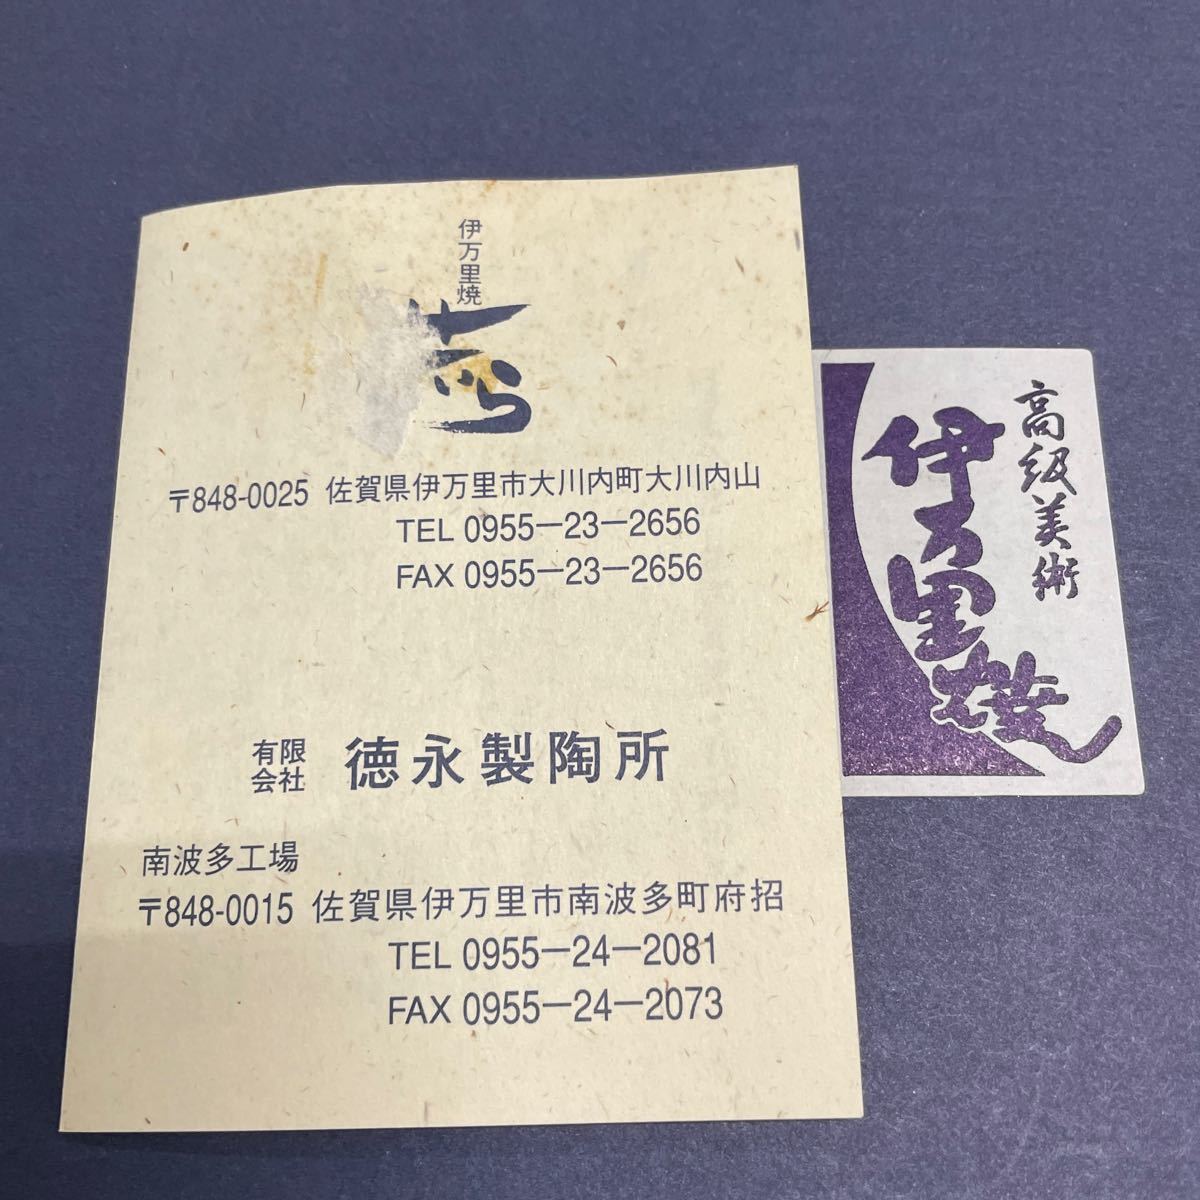 伊万里焼
〒848-0025 佐賀県伊万里市大川内町大川内山
TEL 0955－23－2656
FAX 0955－23－2656
有限会社 徳永製陶所
南波多工場
〒848-0015 佐賀県伊万里市南波多町府招
TEL 0955－24－2081
FAX 0955－24－2073
高級美術
伊万里焼